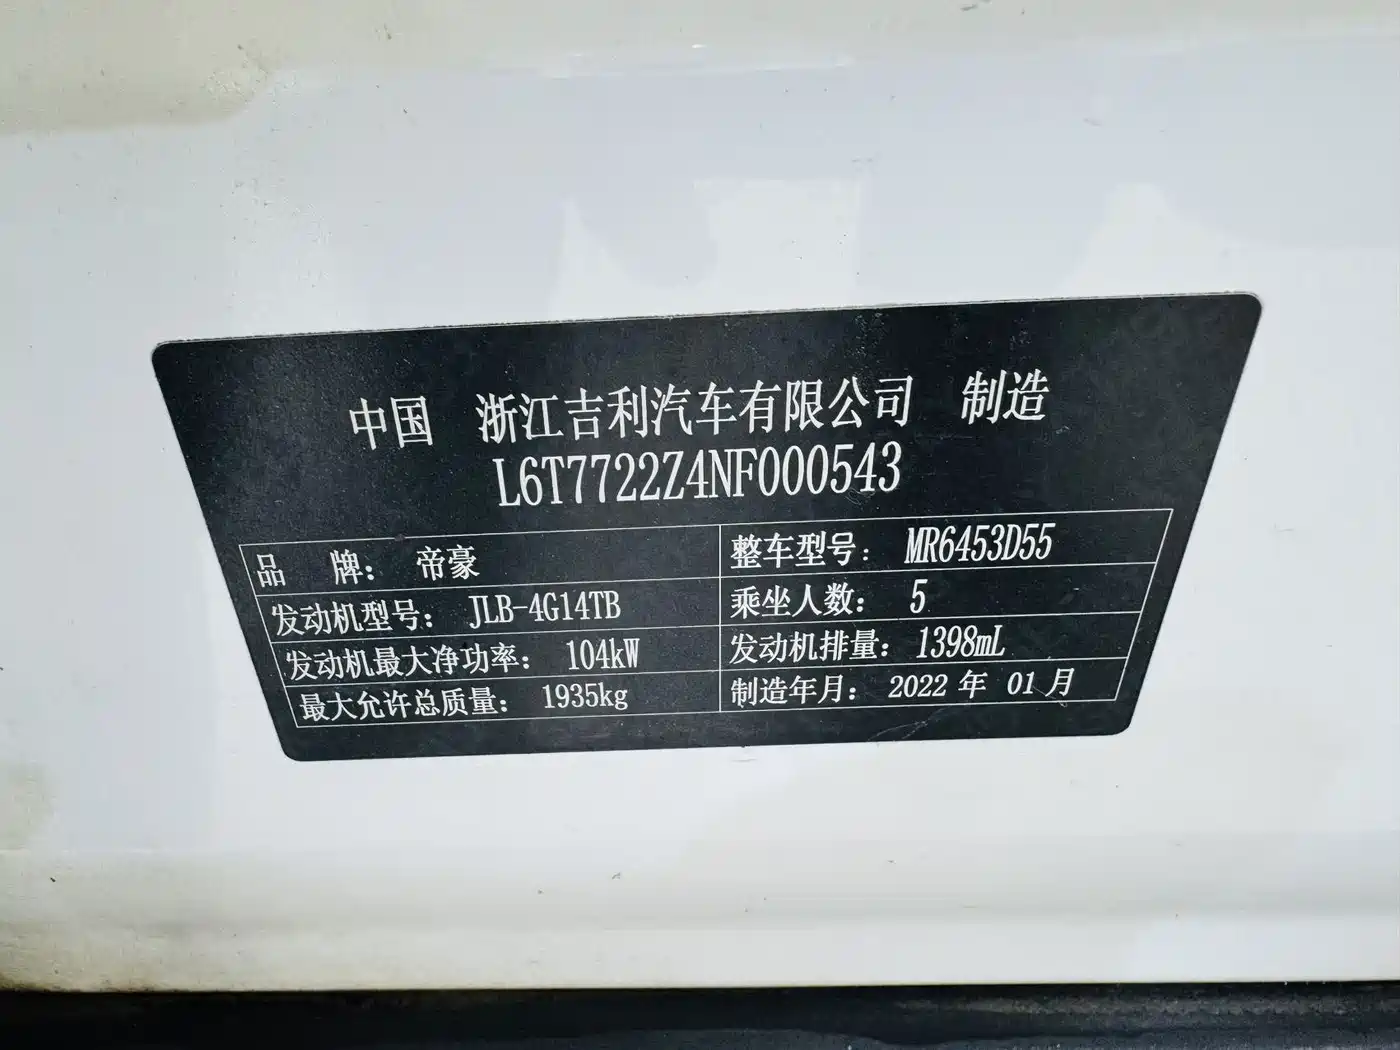 中国 浙江吉利汽车有限公司 制造
L6T7722Z4NF000543
品 牌： 帝豪 整车型号： MR6453D55
发动机型号： JLB-4G14TB 乘坐人数： 5
发动机最大净功率： 104kW 发动机排量： 1398mL
最大允许总质量： 1935kg 制造年月： 2022 年 01 月